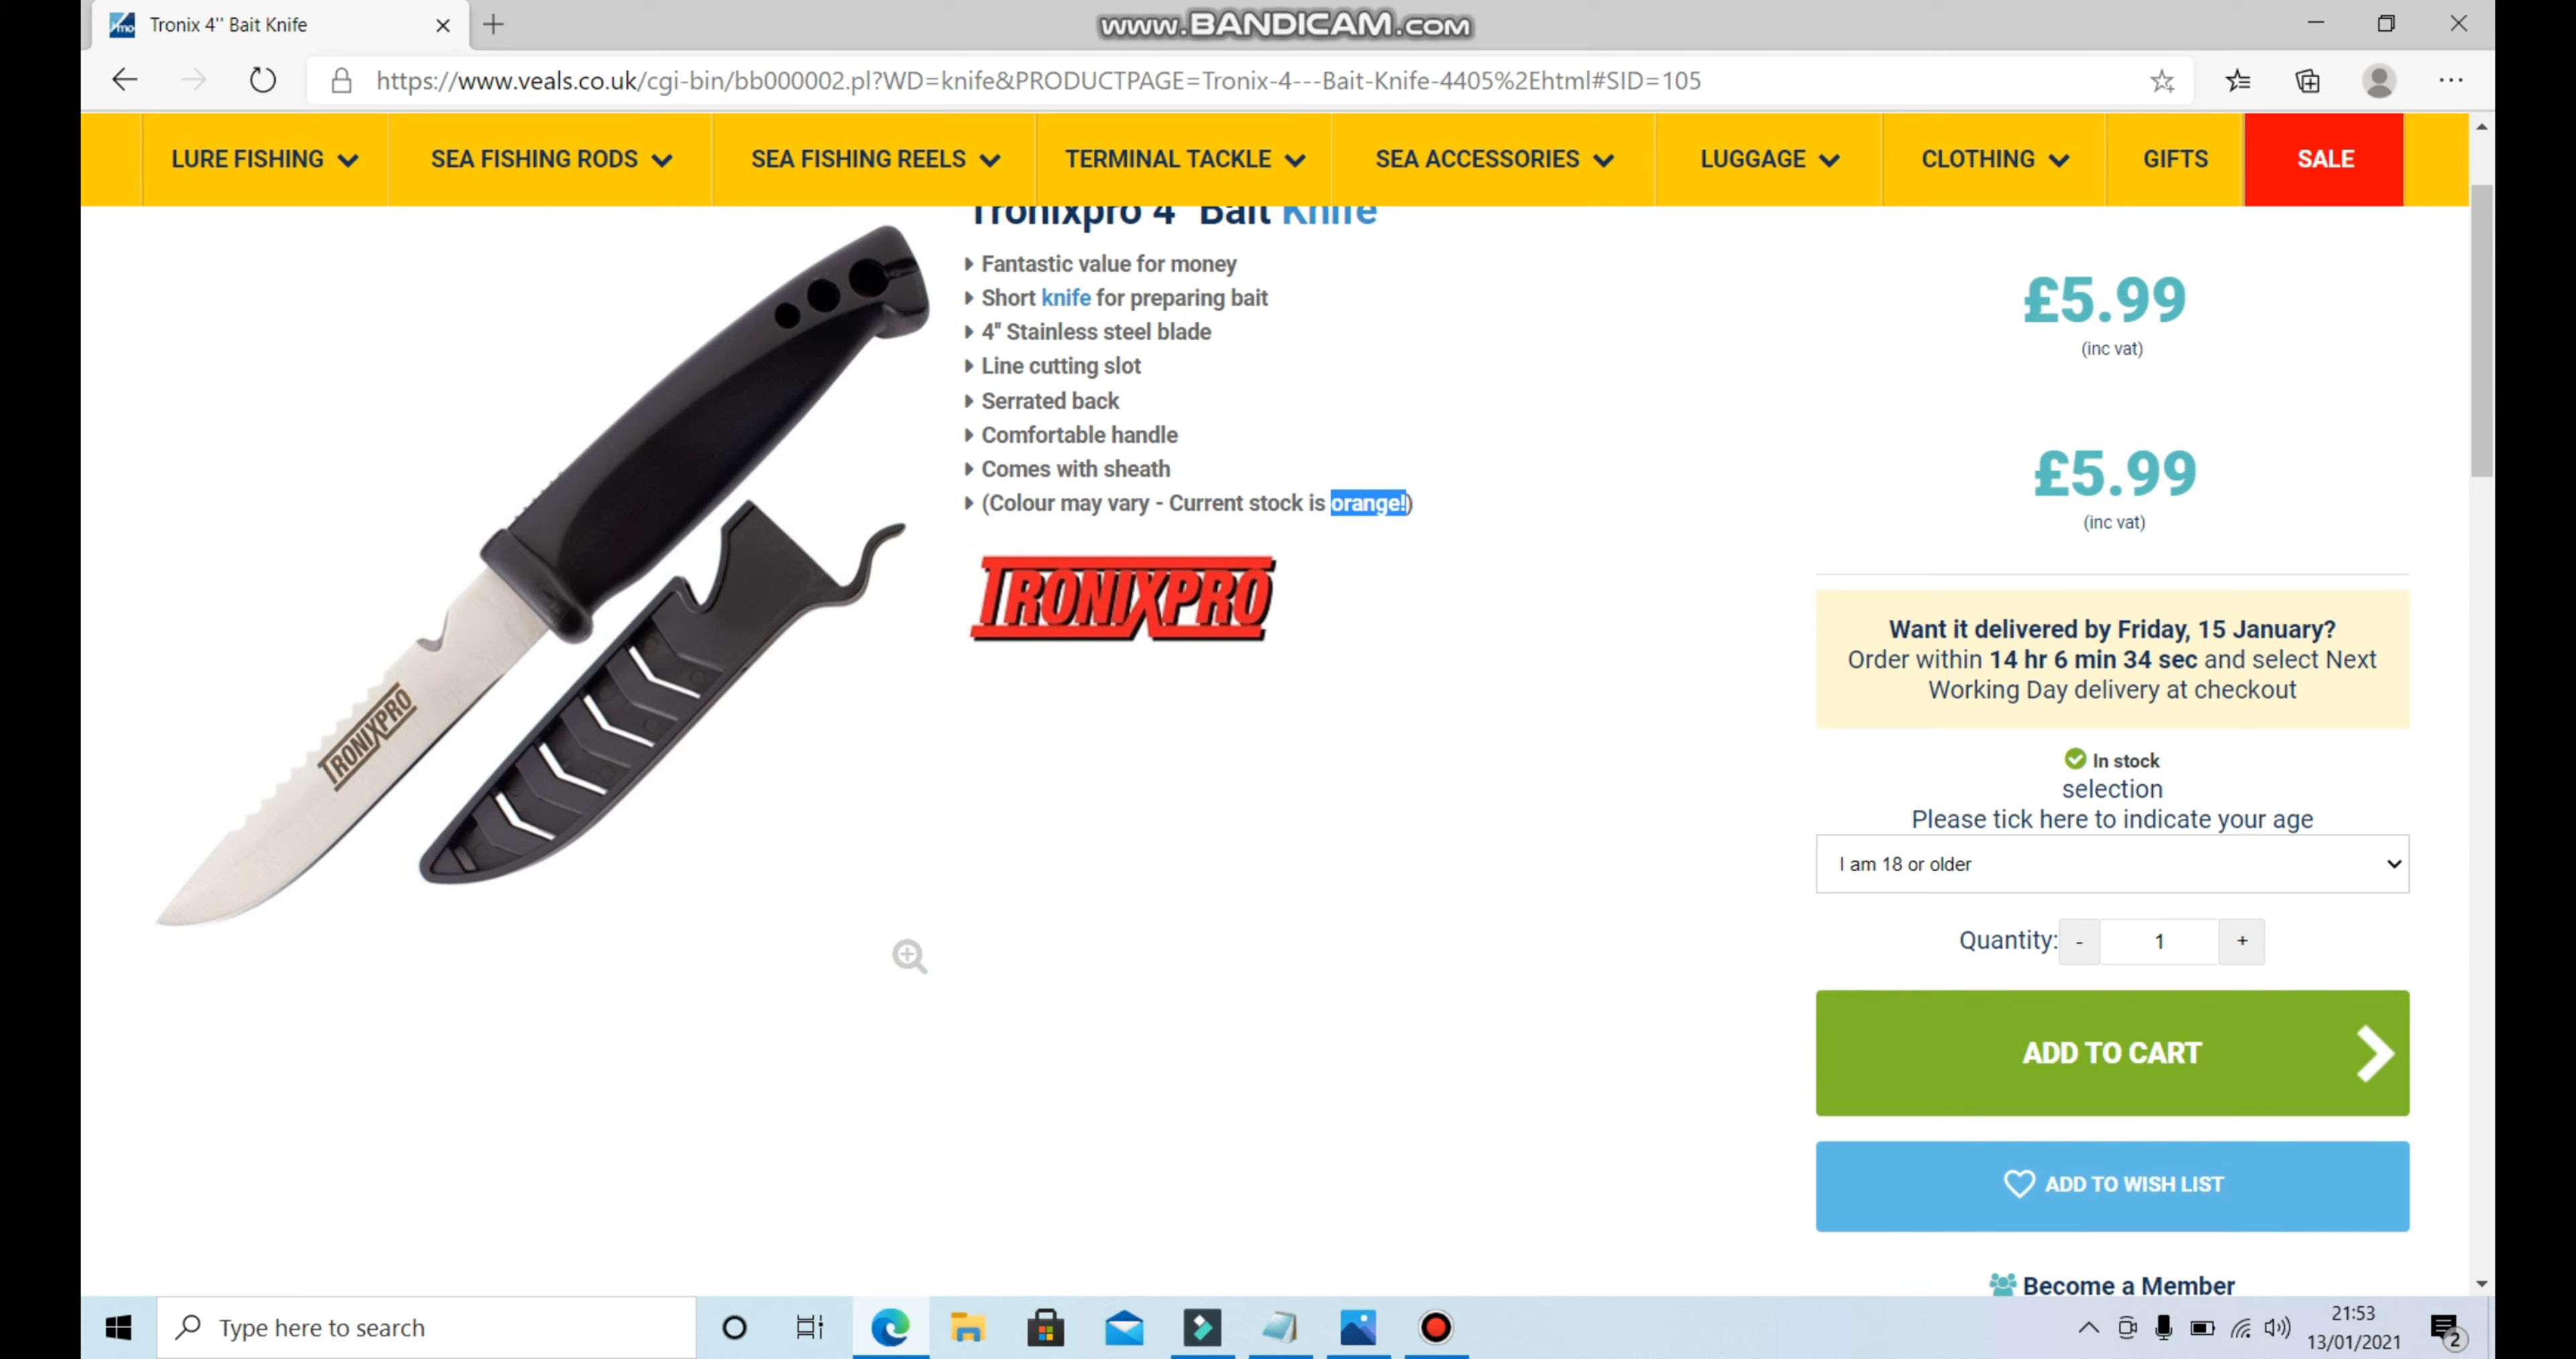 Tronix 4'' Bait Knife
www.BANDICAM.com
https://www.veals.co.uk/cgi-bin/bb000002.pl?WD=knife&PRODUCTPAGE=Tronix-4---Bait-Knife-4405%2Ehtml#SID=105
LURE FISHING SEA FISHING RODS SEA FISHING REELS TERMINAL TACKLE SEA ACCESSORIES LUGGAGE CLOTHING GIFTS SALE
Tronixpro 4'' Bait Knife
Fantastic value for money
Short knife for preparing bait
4" Stainless steel blade
Line cutting slot
Serrated back
Comfortable handle
Comes with sheath
(Colour may vary - Current stock is orange!)
TRONIXPRO
TRONIXPRO
£5.99
(inc vat)
£5.99
(inc vat)
Want it delivered by Friday, 15 January?
Order within 14 hr 6 min 34 sec and select Next
Working Day delivery at checkout
In stock
selection
Please tick here to indicate your age
I am 18 or older
Quantity: - 1 +
ADD TO CART
ADD TO WISH LIST
Become a Member
Type here to search
21:53
13/01/2021
2